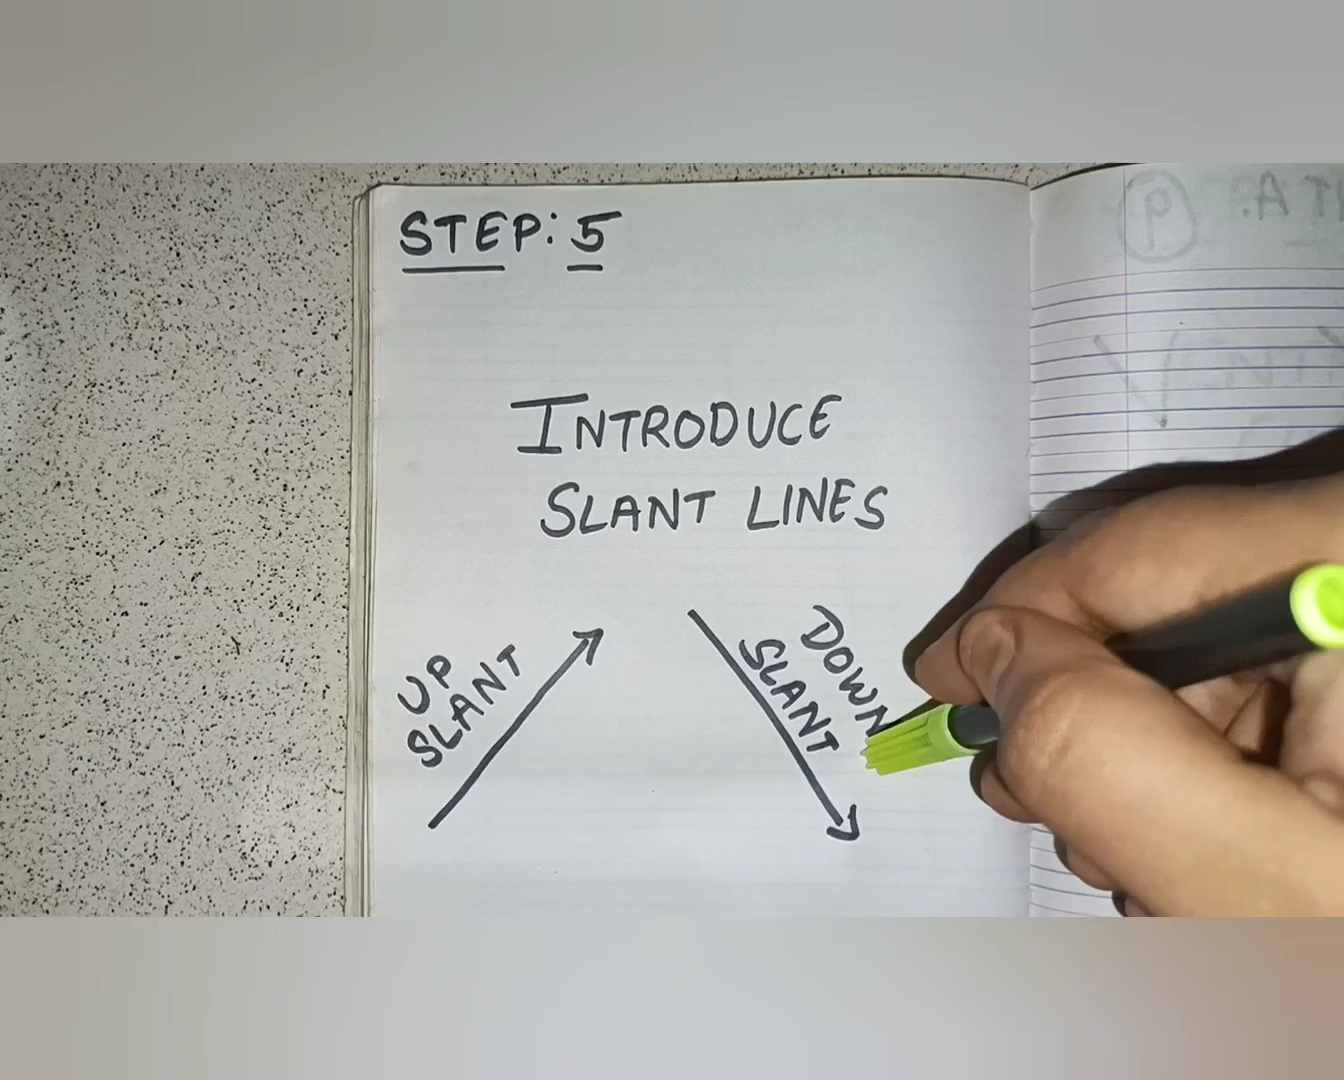 STEP: 5
INTRODUCE
SLANT LINES
UP
SLANT
DOWN
SLANT